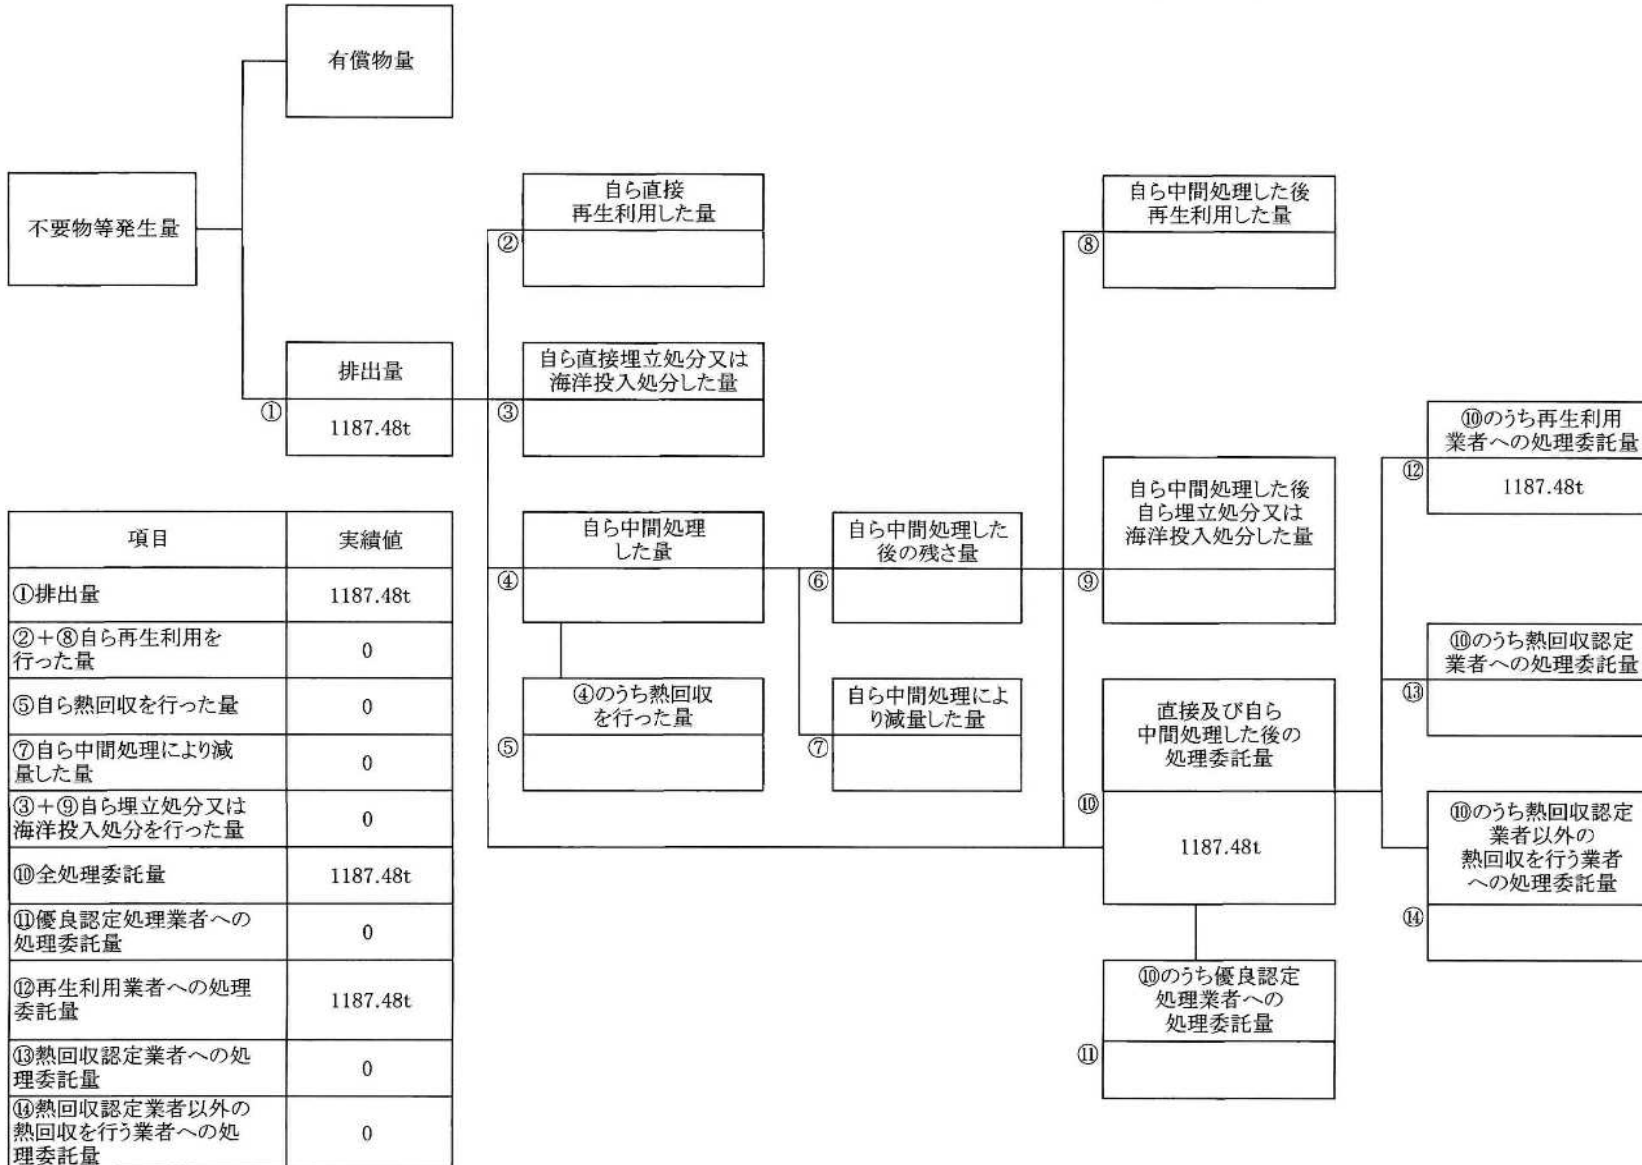 有償物量
不要物等発生量
排出量
①
1187.48t
自ら直接
再生利用した量
②
自ら直接埋立処分又は
海洋投入処分した量
③
自ら中間処理
した量
④
④のうち熱回収
を行った量
⑤
自ら中間処理した
後の残さ量
⑥
自ら中間処理によ
り減量した量
⑦
自ら中間処理した後
再生利用した量
⑧
自ら中間処理した後
自ら埋立処分又は
海洋投入処分した量
⑨
直接及び自ら
中間処理した後の
処理委託量
⑩
1187.48t
⑩のうち優良認定
処理業者への
処理委託量
⑪
⑩のうち再生利用
業者への処理委託量
⑫
1187.48t
⑩のうち熱回収認定
業者への処理委託量
⑬
⑩のうち熱回収認定
業者以外の
熱回収を行う業者
への処理委託量
⑭
項目 実績値
①排出量 1187.48t
②+⑧自ら再生利用を
行った量 0
⑤自ら熱回収を行った量 0
⑦自ら中間処理により減
量した量 0
③+⑨自ら埋立処分又は
海洋投入処分を行った量 0
⑩全処理委託量 1187.48t
⑪優良認定処理業者への
処理委託量 0
⑫再生利用業者への処理
委託量 1187.48t
⑬熱回収認定業者への処
理委託量 0
⑭熱回収認定業者以外の
熱回収を行う業者への処
理委託量 0